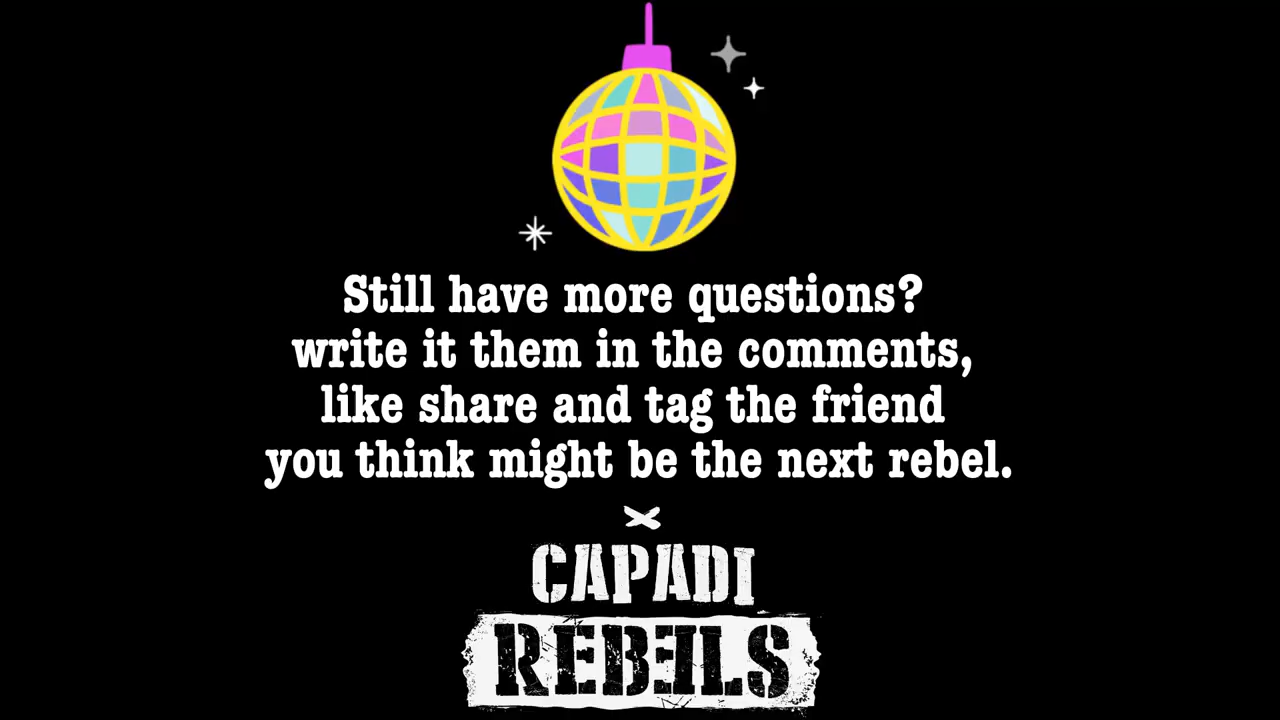 Still have more questions?
write it them in the comments,
like share and tag the friend
you think might be the next rebel.
CAPADI
REBELS